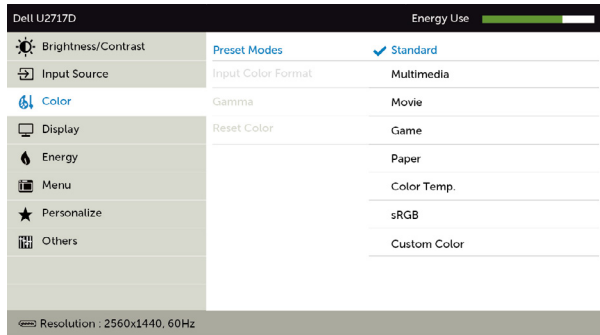 Dell U2717D
Energy Use
Brightness/Contrast
Input Source
Color
Display
Energy
Menu
Personalize
Others
Preset Modes
Input Color Format
Gamma
Reset Color
Standard
Multimedia
Movie
Game
Paper
Color Temp.
sRGB
Custom Color
Resolution : 2560x1440, 60Hz